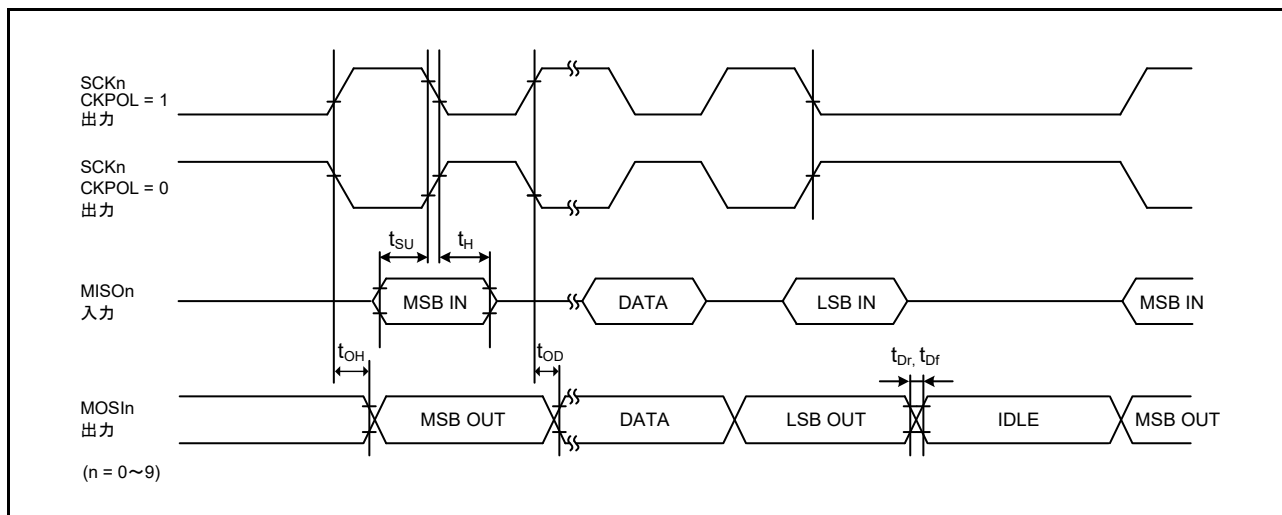 SCKn
CKPOL = 1
出力
SCKn
CKPOL = 0
出力
tSU
tH
MISOn
入力
MSB IN
DATA
LSB IN
MSB IN
tOH
tOD
tDr, tDf
MOSIn
出力
MSB OUT
DATA
LSB OUT
IDLE
MSB OUT
(n = 0～9)